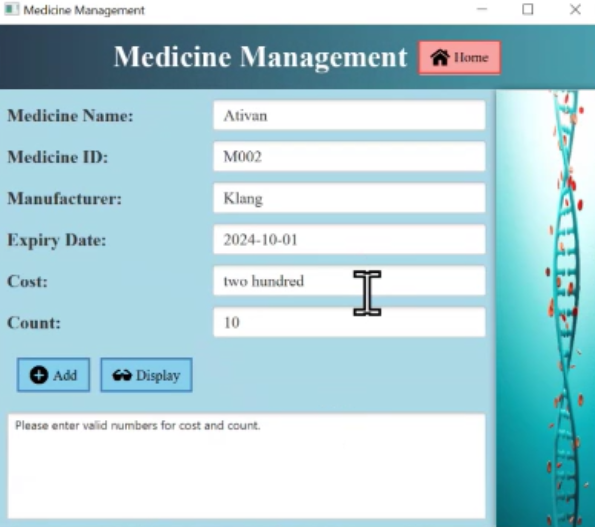 Medicine Management
Medicine Management Home
Medicine Name: Ativan
Medicine ID: M002
Manufacturer: Klang
Expiry Date: 2024-10-01
Cost: two hundred
Count: 10
Add Display
Please enter valid numbers for cost and count.